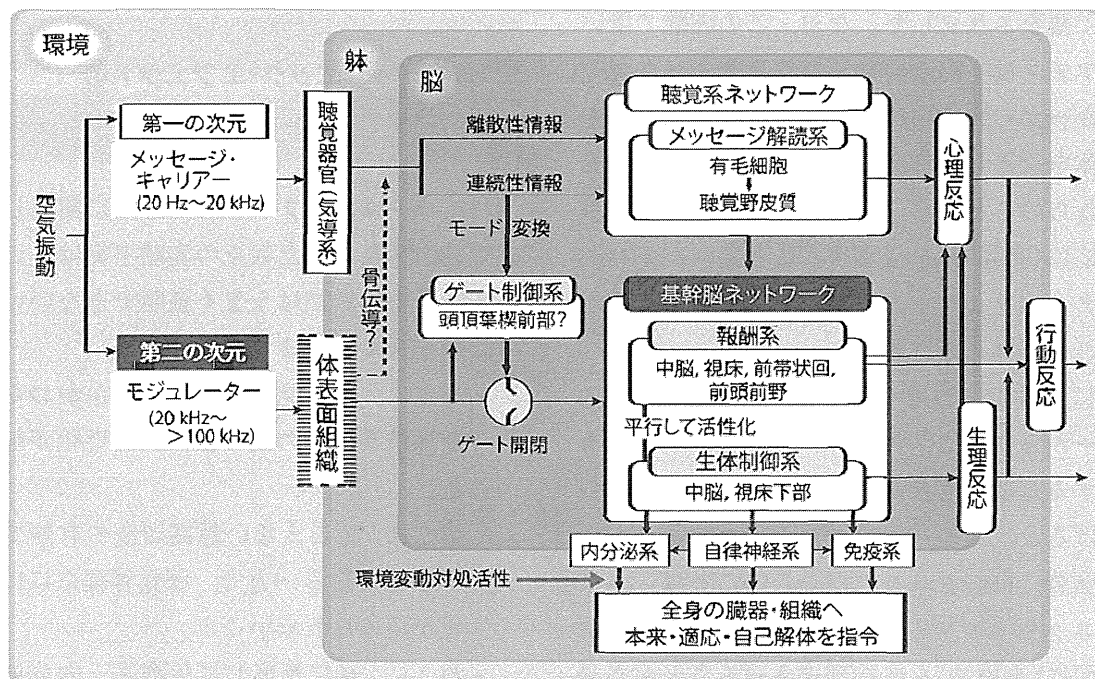 環境
躰
脳
空気振動
第一の次元
メッセージ・
キャリアー
(20 Hz～20 kHz)
第二の次元
モジュレーター
(20 kHz～
＞100 kHz)
聴覚器官(気導系)
体表面組織
骨伝導？
離散性情報
連続性情報
モード変換
ゲート制御系
頭頂葉楔前部？
ゲート開閉
聴覚系ネットワーク
メッセージ解読系
有毛細胞
聴覚野皮質
基幹脳ネットワーク
報酬系
中脳, 視床, 前帯状回,
前頭前野
平行して活性化
生体制御系
中脳, 視床下部
心理反応
生理反応
行動反応
内分泌系
自律神経系
免疫系
環境変動対処活性
全身の臓器・組織へ
本来・適応・自己解体を指令